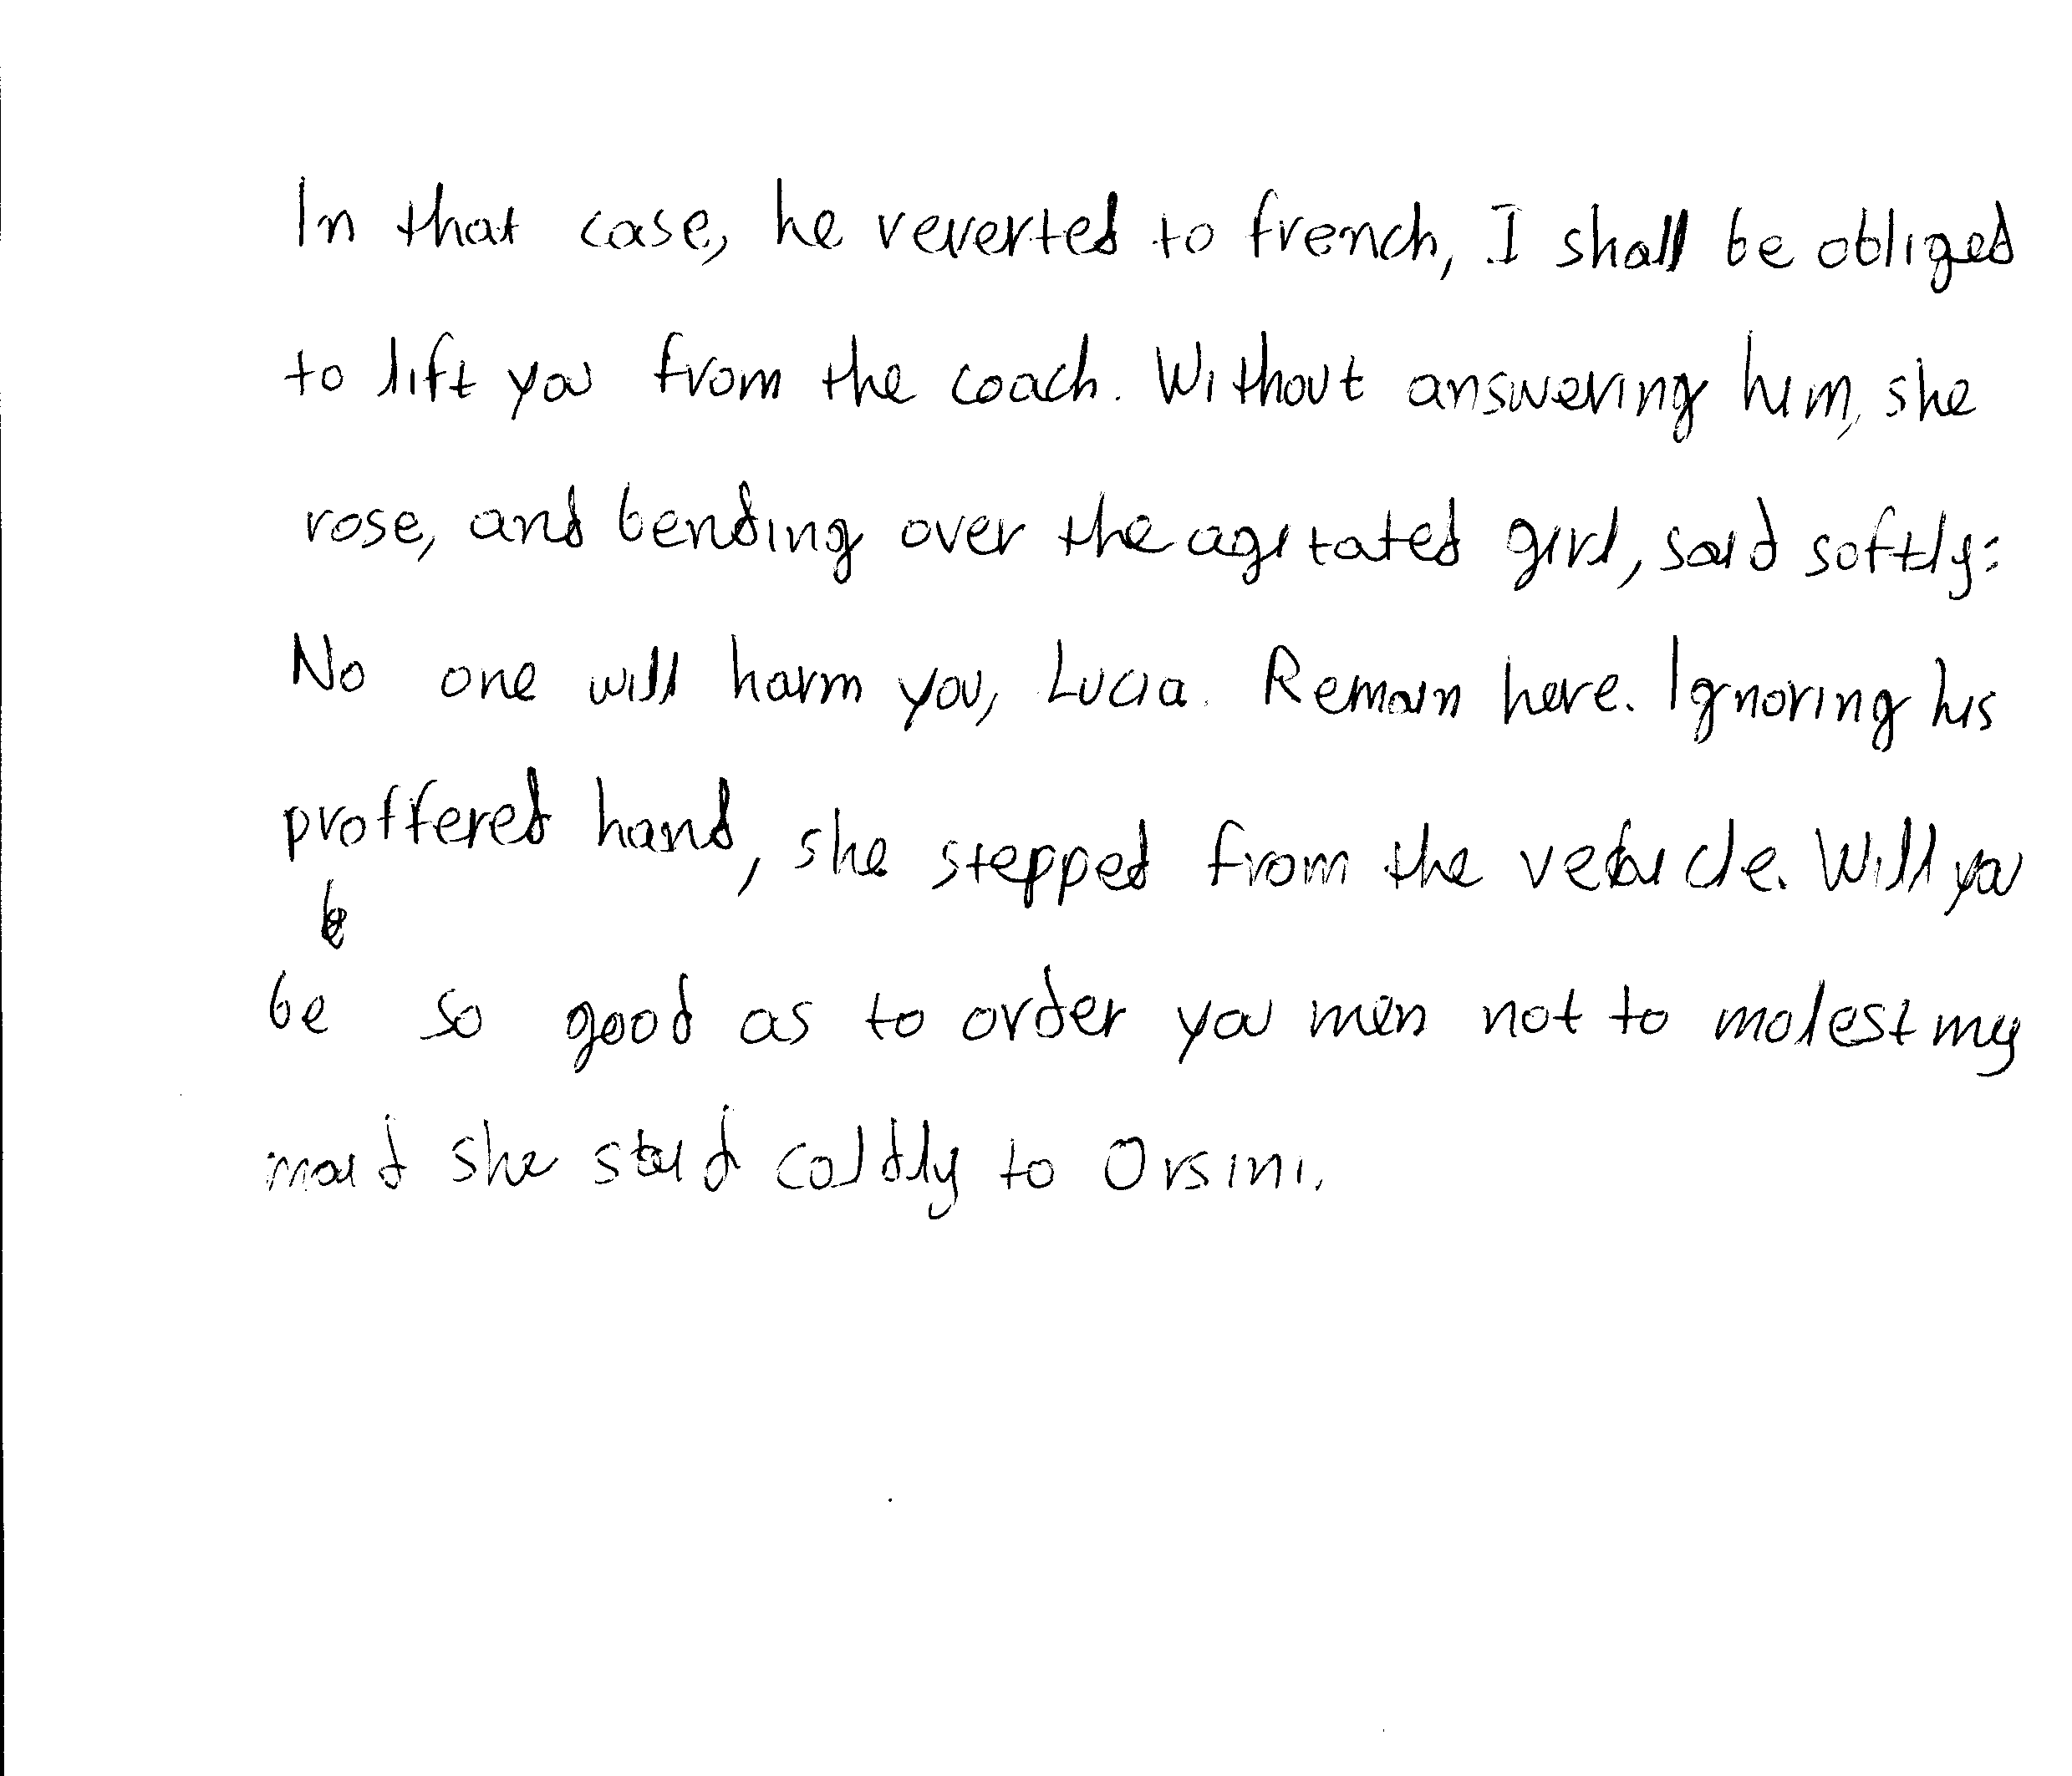 In that case, he reverted to french, I shall be obliged
to lift you from the coach. Without answering him, she
rose, and bending over the agitated girl, said softly:
No one will harm you, Lucia. Remain here. Ignoring his
proffered hand, she stepped from the vehicle. Will you
be so good as to order you men not to molest my
maid she said coldly to Orsini.